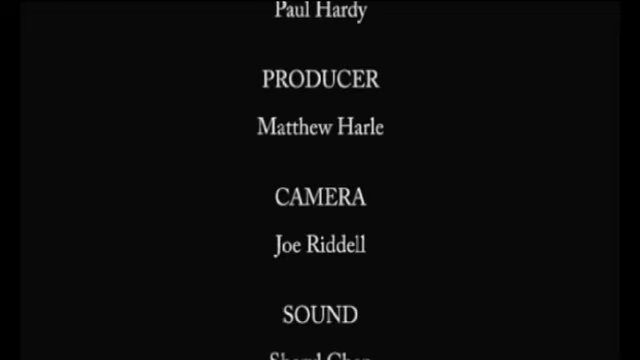 Paul Hardy
PRODUCER
Matthew Harle
CAMERA
Joe Riddell
SOUND